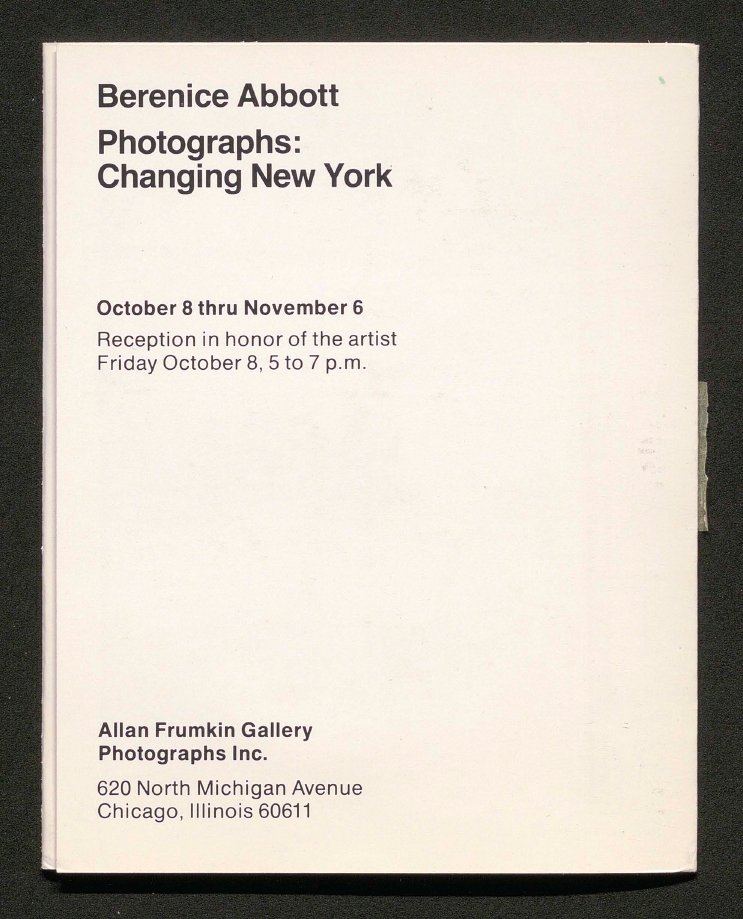 Berenice Abbott
Photographs:
Changing New York
October 8 thru November 6
Reception in honor of the artist
Friday October 8, 5 to 7 p.m.
Allan Frumkin Gallery
Photographs Inc.
620 North Michigan Avenue
Chicago, Illinois 60611